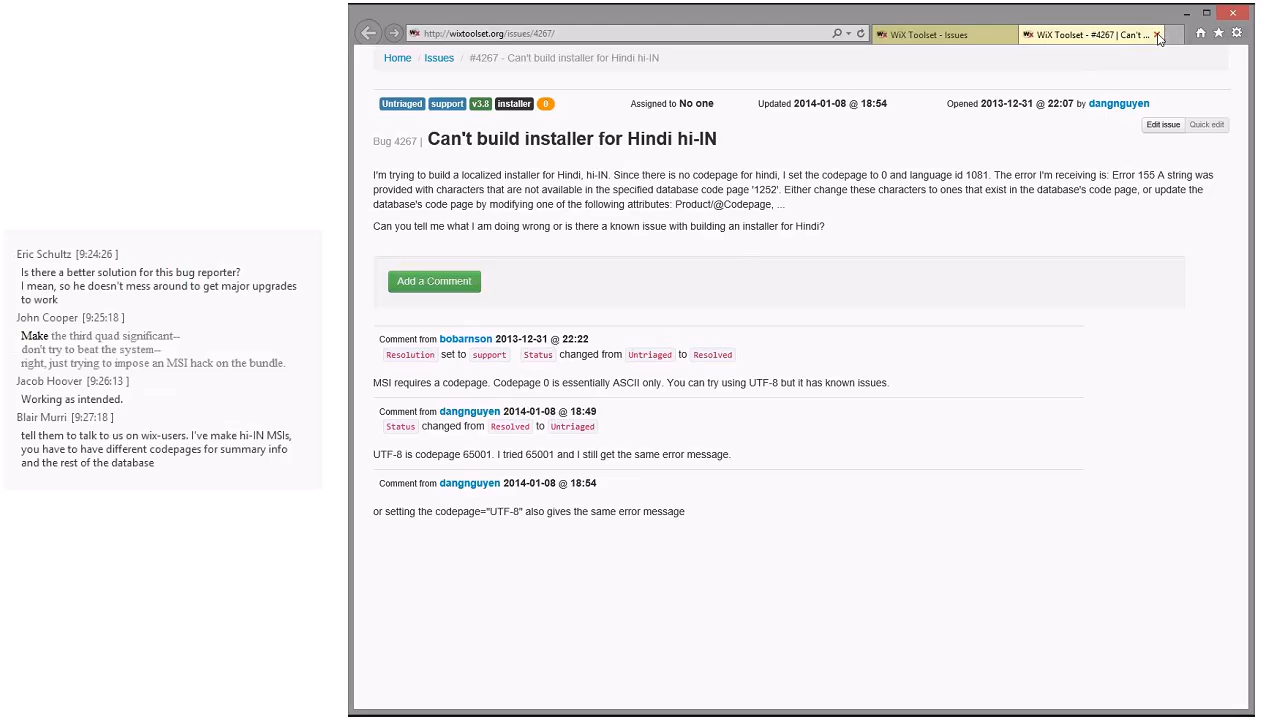 Eric Schultz [9:24:26 ]
Is there a better solution for this bug reporter?
I mean, so he doesn't mess around to get major upgrades
to work
John Cooper [9:25:18 ]
Make the third quad significant--
don't try to beat the system--
right, just trying to impose an MSI hack on the bundle.
Jacob Hoover [9:26:13 ]
Working as intended.
Blair Murri [9:27:18 ]
tell them to talk to us on wix-users. I've make hi-IN MSIs,
you have to have different codepages for summary info
and the rest of the database
http://wixtoolset.org/issues/4267/
WiX Toolset - Issues
WiX Toolset - #4267 | Can't ...
Home / Issues / #4267 - Can't build installer for Hindi hi-IN
Untriaged support v3.8 installer 0
Assigned to No one
Updated 2014-01-08 @ 18:54
Opened 2013-12-31 @ 22:07 by dangnguyen
Edit issue Quick edit
Bug 4267 | Can't build installer for Hindi hi-IN
I'm trying to build a localized installer for Hindi, hi-IN. Since there is no codepage for hindi, I set the codepage to 0 and language id 1081. The error I'm receiving is: Error 155 A string was
provided with characters that are not available in the specified database code page '1252'. Either change these characters to ones that exist in the database's code page, or update the
database's code page by modifying one of the following attributes: Product/@Codepage, ...
Can you tell me what I am doing wrong or is there a known issue with building an installer for Hindi?
Add a Comment
Comment from bobarnson 2013-12-31 @ 22:22
Resolution set to support Status changed from Untriaged to Resolved
MSI requires a codepage. Codepage 0 is essentially ASCII only. You can try using UTF-8 but it has known issues.
Comment from dangnguyen 2014-01-08 @ 18:49
Status changed from Resolved to Untriaged
UTF-8 is codepage 65001. I tried 65001 and I still get the same error message.
Comment from dangnguyen 2014-01-08 @ 18:54
or setting the codepage="UTF-8" also gives the same error message